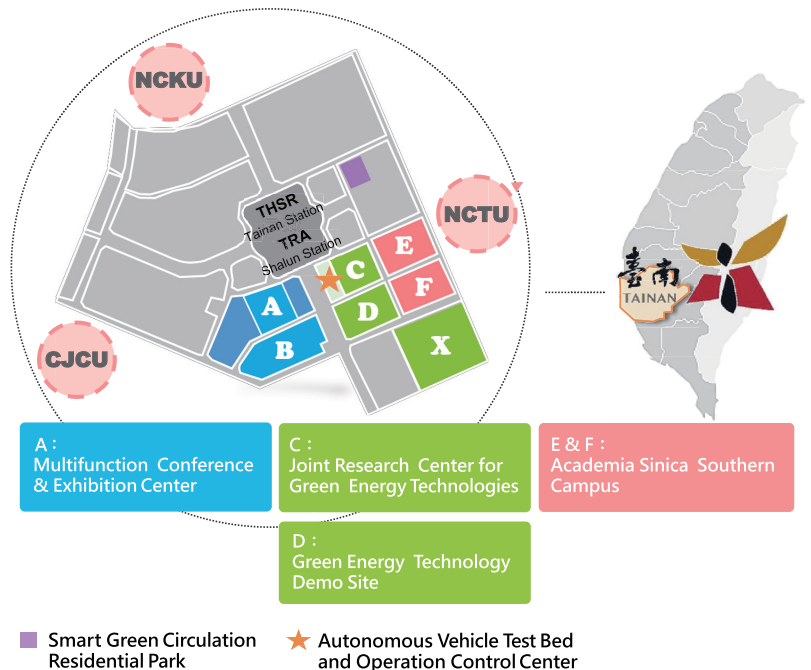 NCKU
THSR
Tainan Station
TRA
Shalun Station
NCTU
E
C
F
A
D
B
X
CJCU
臺南
TAINAN
A：
Multifunction Conference
& Exhibition Center
C：
Joint Research Center for
Green Energy Technologies
E & F：
Academia Sinica Southern
Campus
D：
Green Energy Technology
Demo Site
Smart Green Circulation
Residential Park
Autonomous Vehicle Test Bed
and Operation Control Center